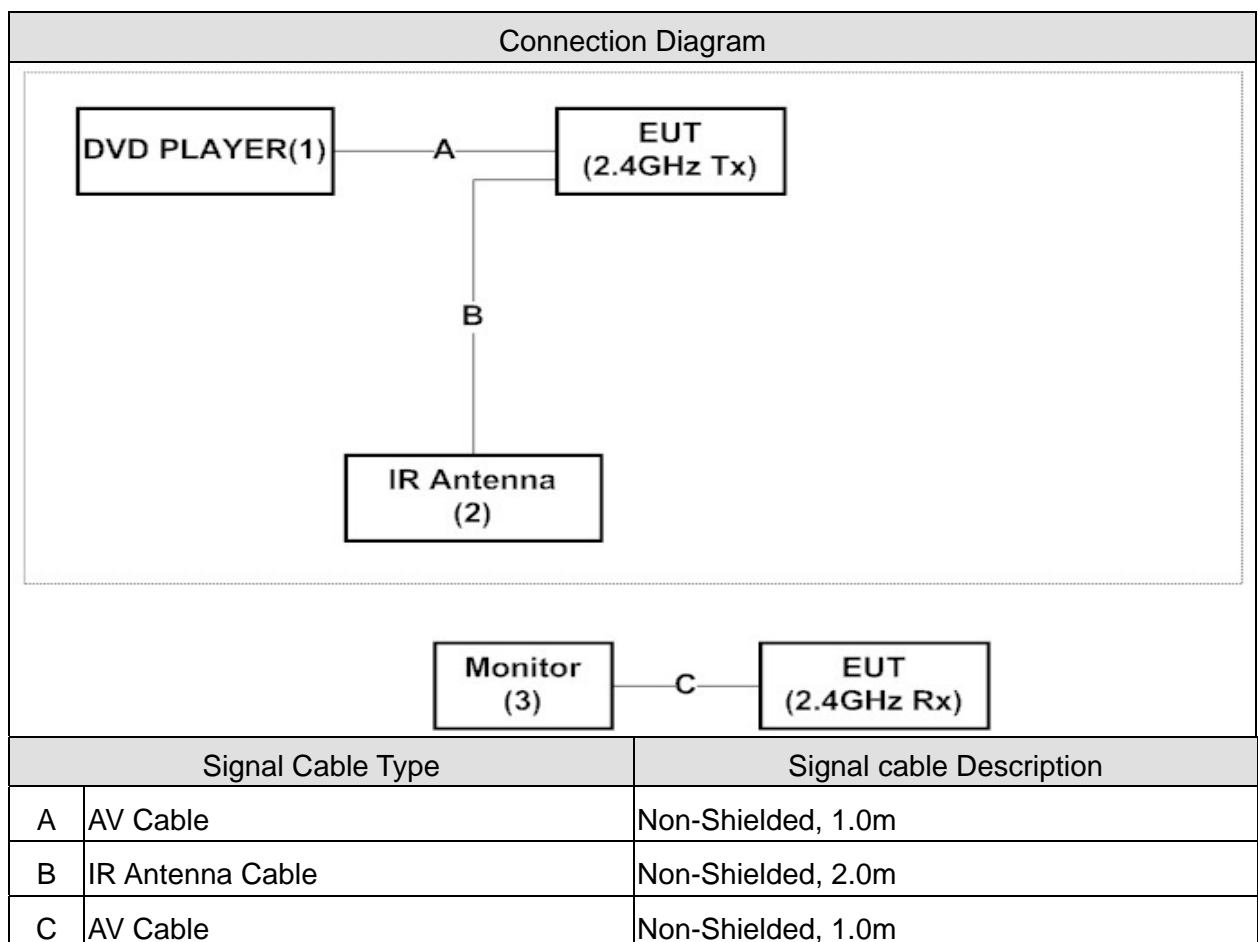 Connection Diagram
DVD PLAYER(1)
A
EUT
(2.4GHz Tx)
B
IR Antenna
(2)
Monitor
(3)
C
EUT
(2.4GHz Rx)
Signal Cable Type Signal cable Description
A AV Cable Non-Shielded, 1.0m
B IR Antenna Cable Non-Shielded, 2.0m
C AV Cable Non-Shielded, 1.0m